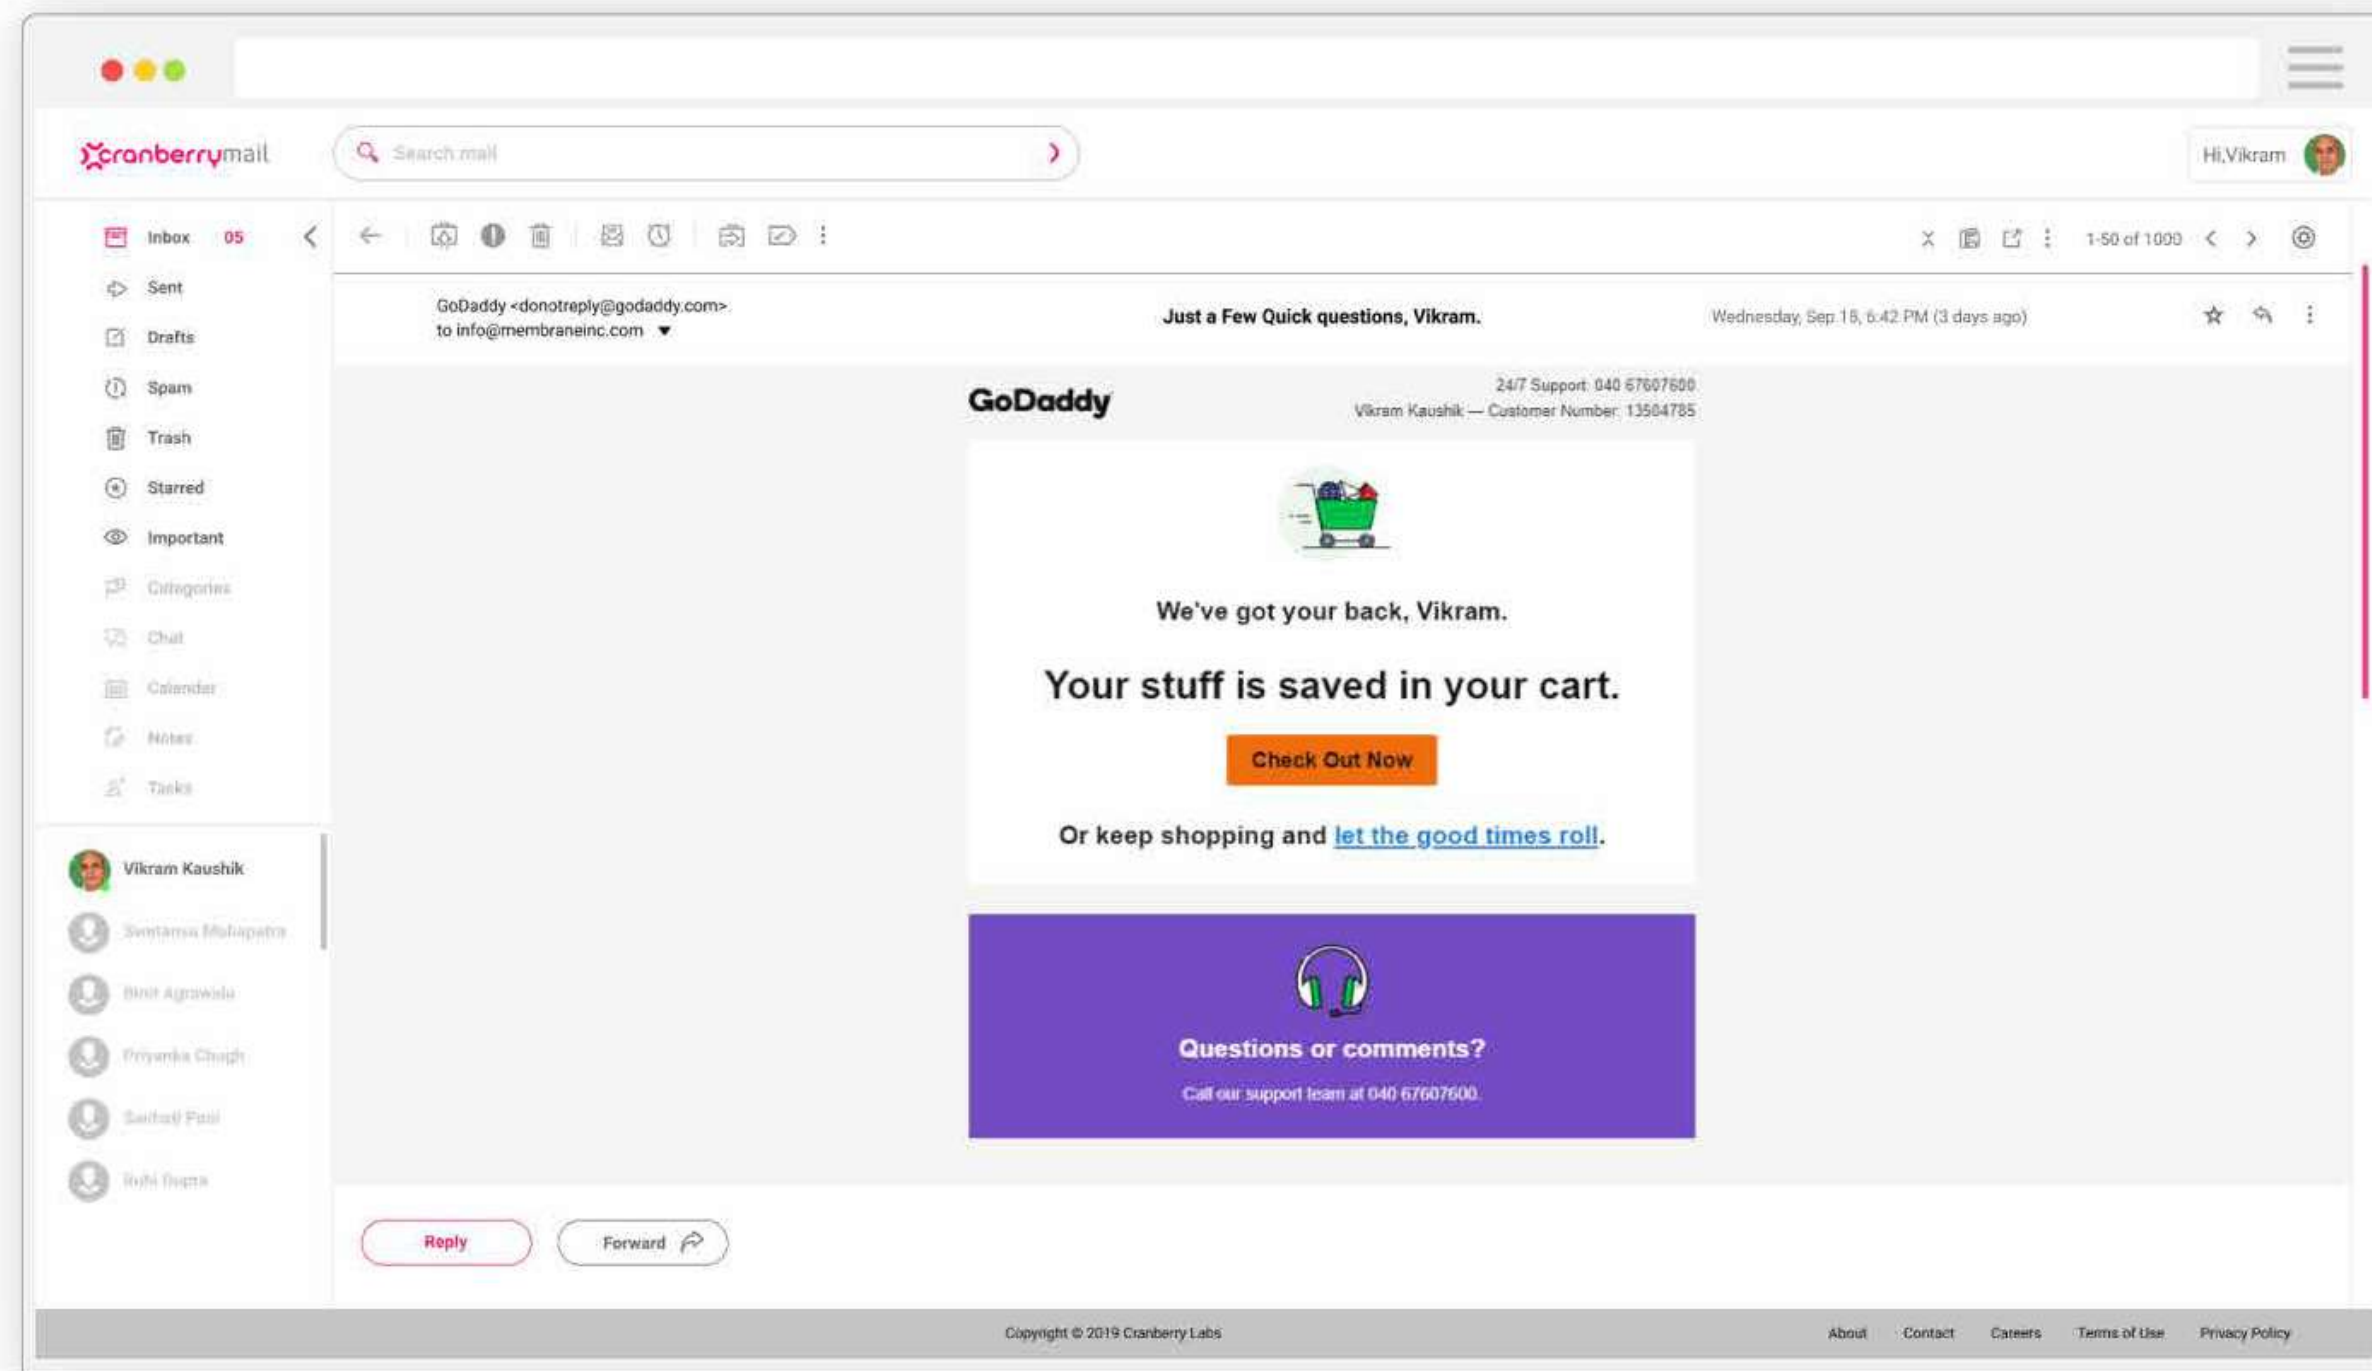 cranberrymail
Search mail
Hi,Vikram
Inbox 05
1-50 of 1000
Sent
Drafts
Spam
Trash
Starred
Important
Categories
Chat
Calander
Notes
Tasks
Vikram Kaushik
Priyanka Chugh
GoDaddy <donotreply@godaddy.com>
to info@membraneinc.com
Just a Few Quick questions, Vikram.
Wednesday, Sep 18, 6:42 PM (3 days ago)
GoDaddy
24/7 Support: 040 67607600
Vikram Kaushik — Customer Number: 13504785
We've got your back, Vikram.
Your stuff is saved in your cart.
Check Out Now
Or keep shopping and let the good times roll.
Questions or comments?
Call our support team at 040 67607600.
Reply
Forward
Copyright © 2019 Cranberry Labs
About Contact Careers Terms of Use Privacy Policy